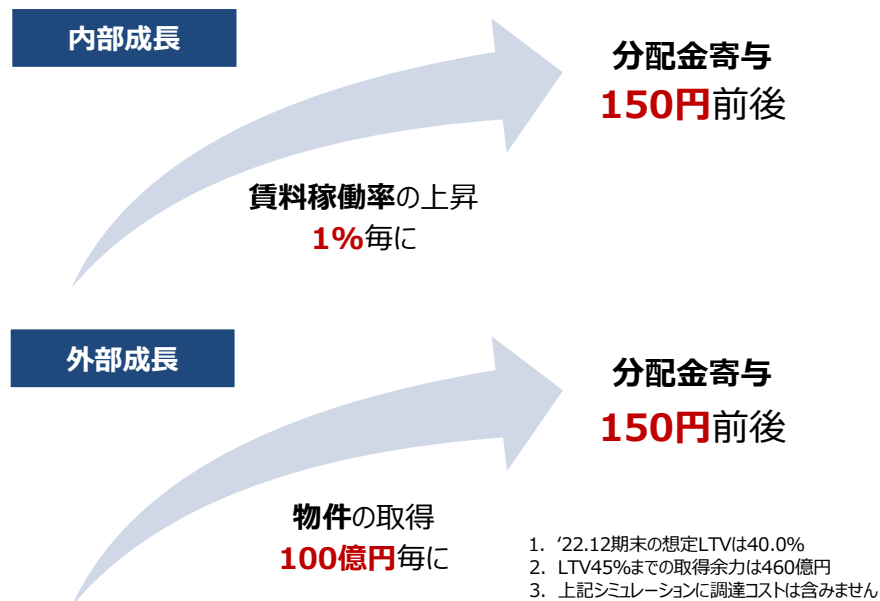 内部成長
分配金寄与
150円前後
賃料稼働率の上昇
1%毎に
外部成長
分配金寄与
150円前後
物件の取得
100億円毎に
1. ‘22.12期末の想定LTVは40.0%
2. LTV45%までの取得余力は460億円
3. 上記シミュレーションに調達コストは含みません